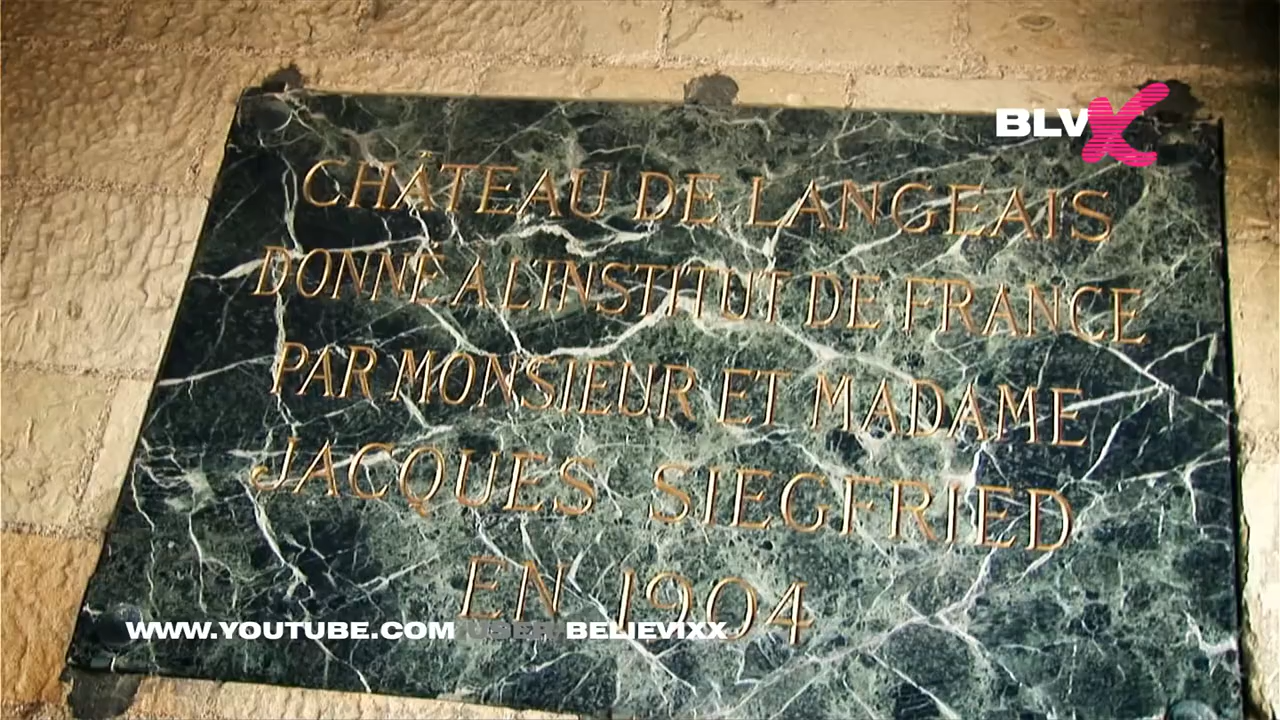 BLVX
CHÂTEAU DE LANGEAIS
DONNÉ A L'INSTITUT DE FRANCE
PAR MONSIEUR ET MADAME
JACQUES SIEGFRIED
EN 1904
WWW.YOUTUBE.COM/USER/BELIEVIXX